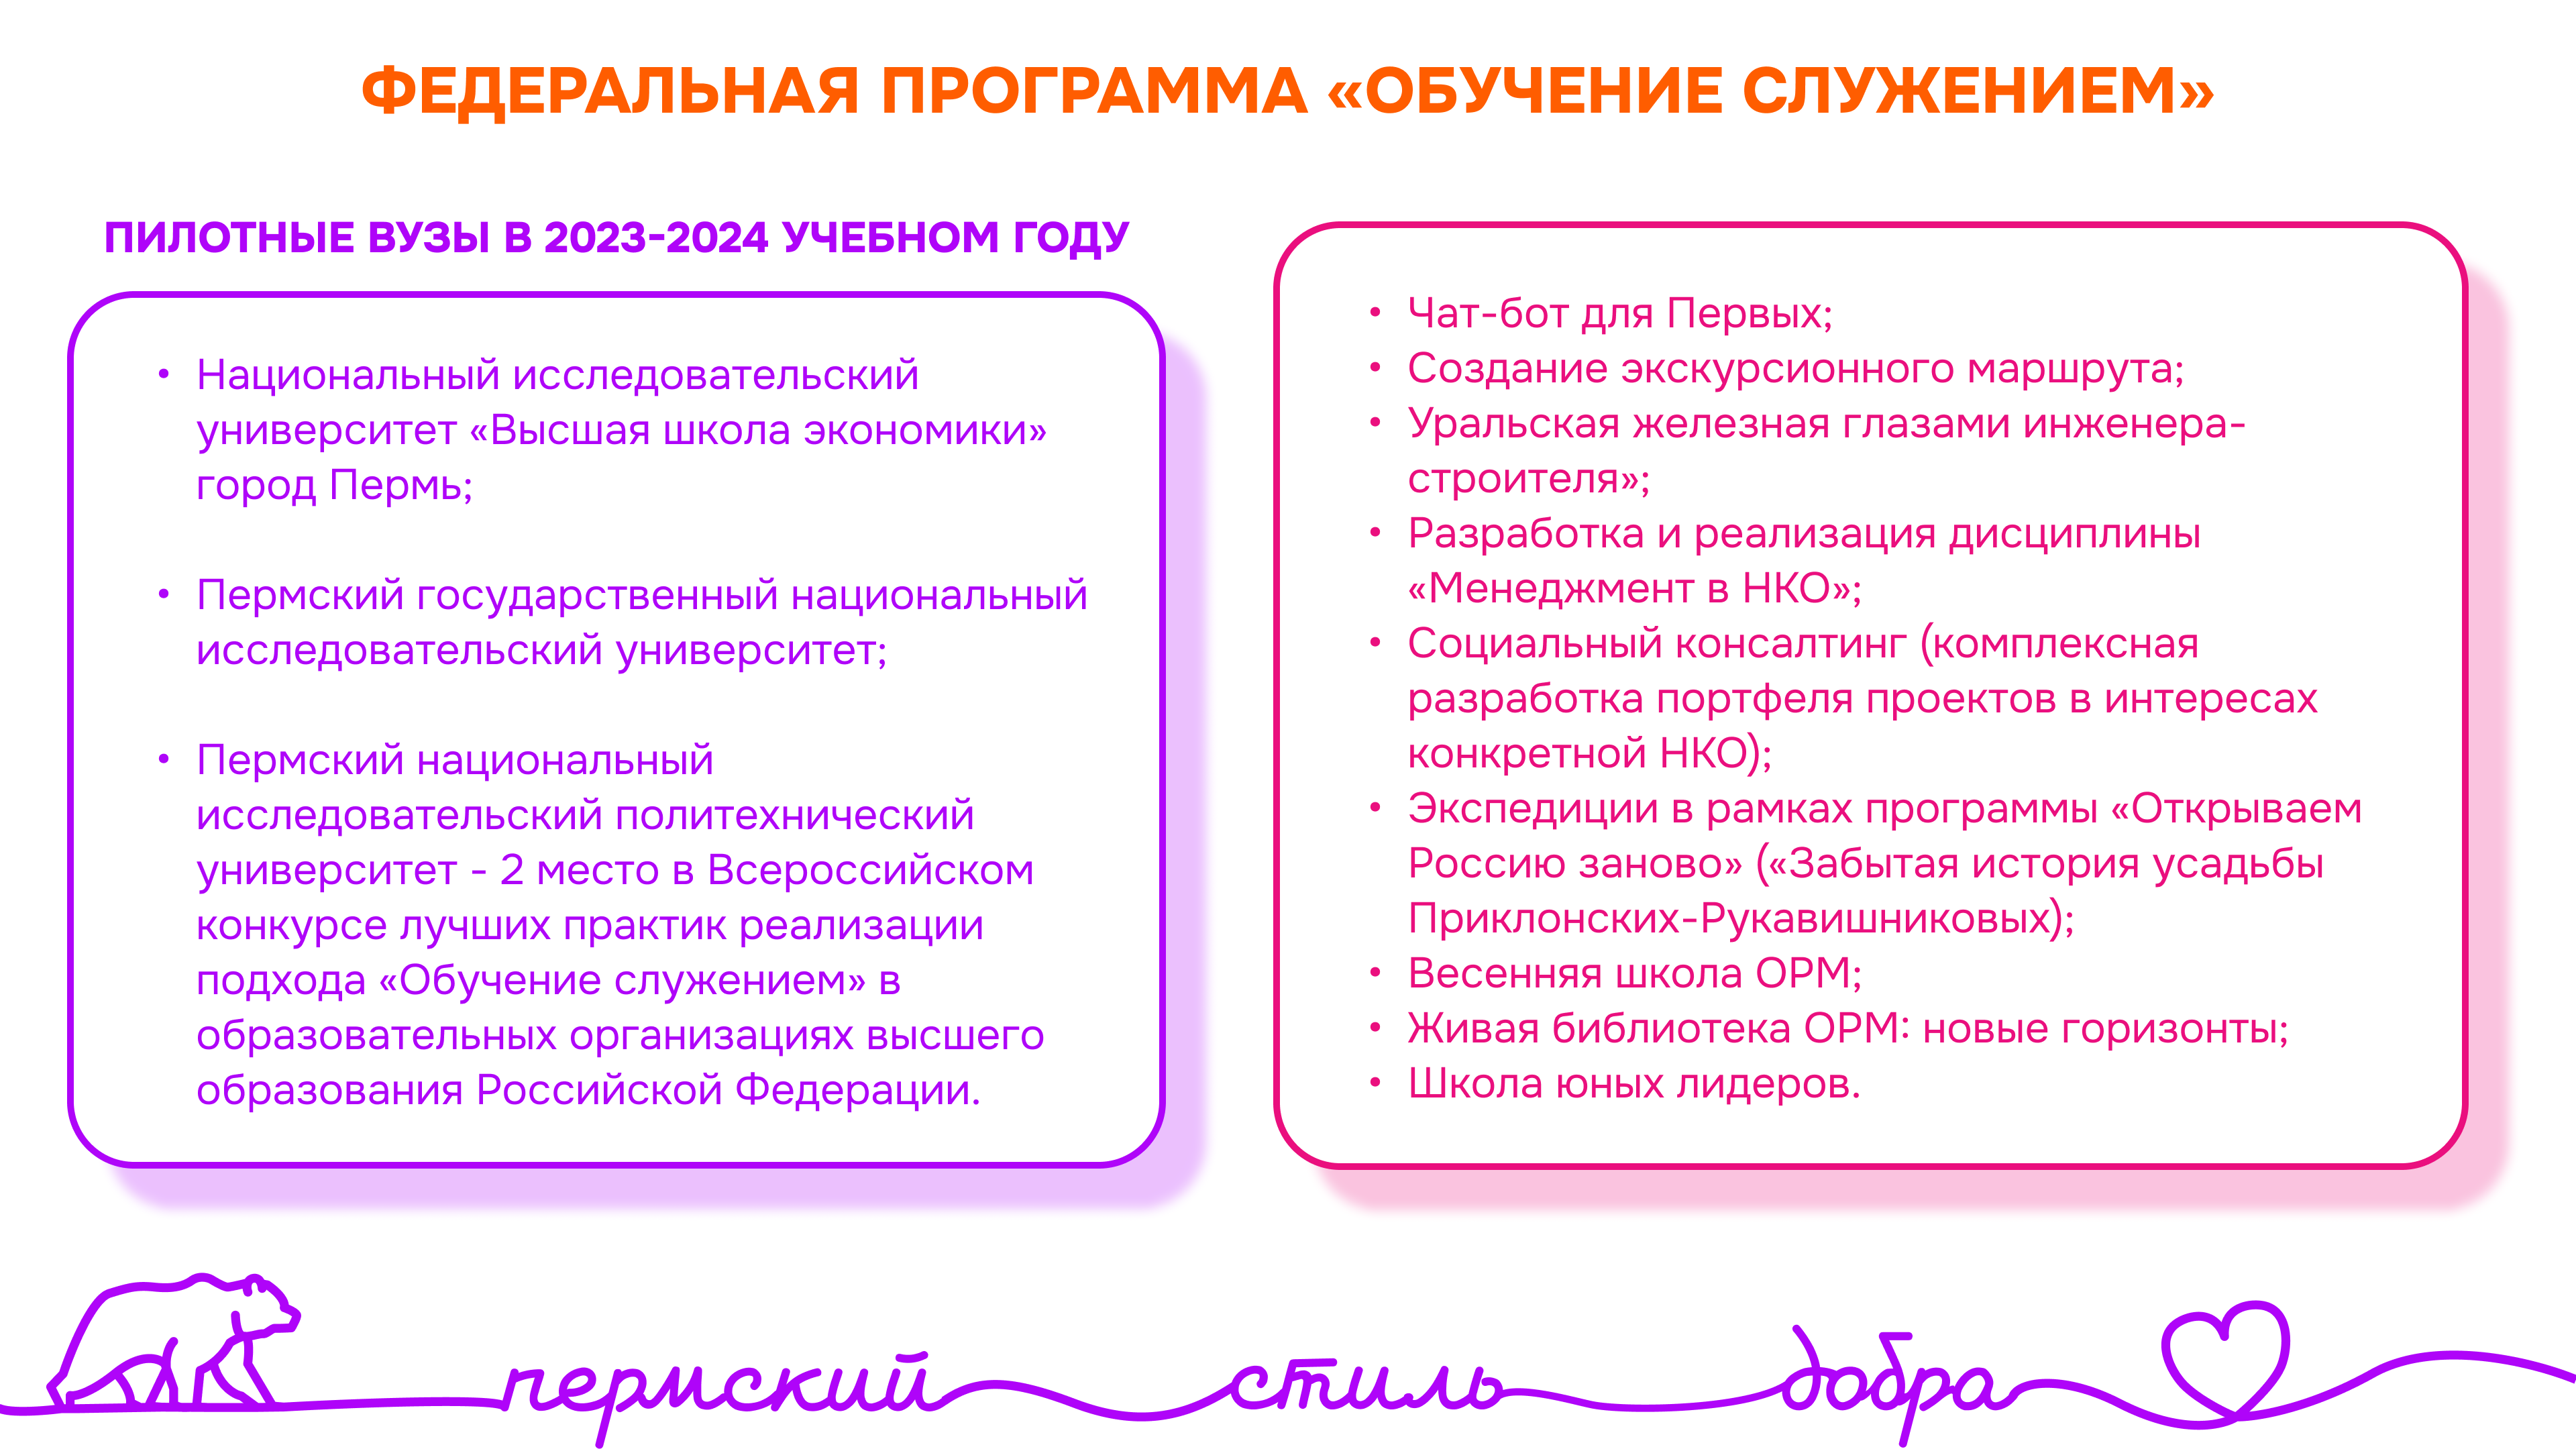 ФЕДЕРАЛЬНАЯ ПРОГРАММА «ОБУЧЕНИЕ СЛУЖЕНИЕМ»
ПИЛОТНЫЕ ВУЗЫ В 2023-2024 УЧЕБНОМ ГОДУ
• Национальный исследовательский
университет «Высшая школа экономики»
город Пермь;
• Пермский государственный национальный
исследовательский университет;
• Пермский национальный
исследовательский политехнический
университет - 2 место в Всероссийском
конкурсе лучших практик реализации
подхода «Обучение служением» в
образовательных организациях высшего
образования Российской Федерации.
• Чат-бот для Первых;
• Создание экскурсионного маршрута;
• Уральская железная глазами инженера-
строителя»;
• Разработка и реализация дисциплины
«Менеджмент в НКО»;
• Социальный консалтинг (комплексная
разработка портфеля проектов в интересах
конкретной НКО);
• Экспедиции в рамках программы «Открываем
Россию заново» («Забытая история усадьбы
Приклонских-Рукавишниковых);
• Весенняя школа ОРМ;
• Живая библиотека ОРМ: новые горизонты;
• Школа юных лидеров.
пермский стиль добра